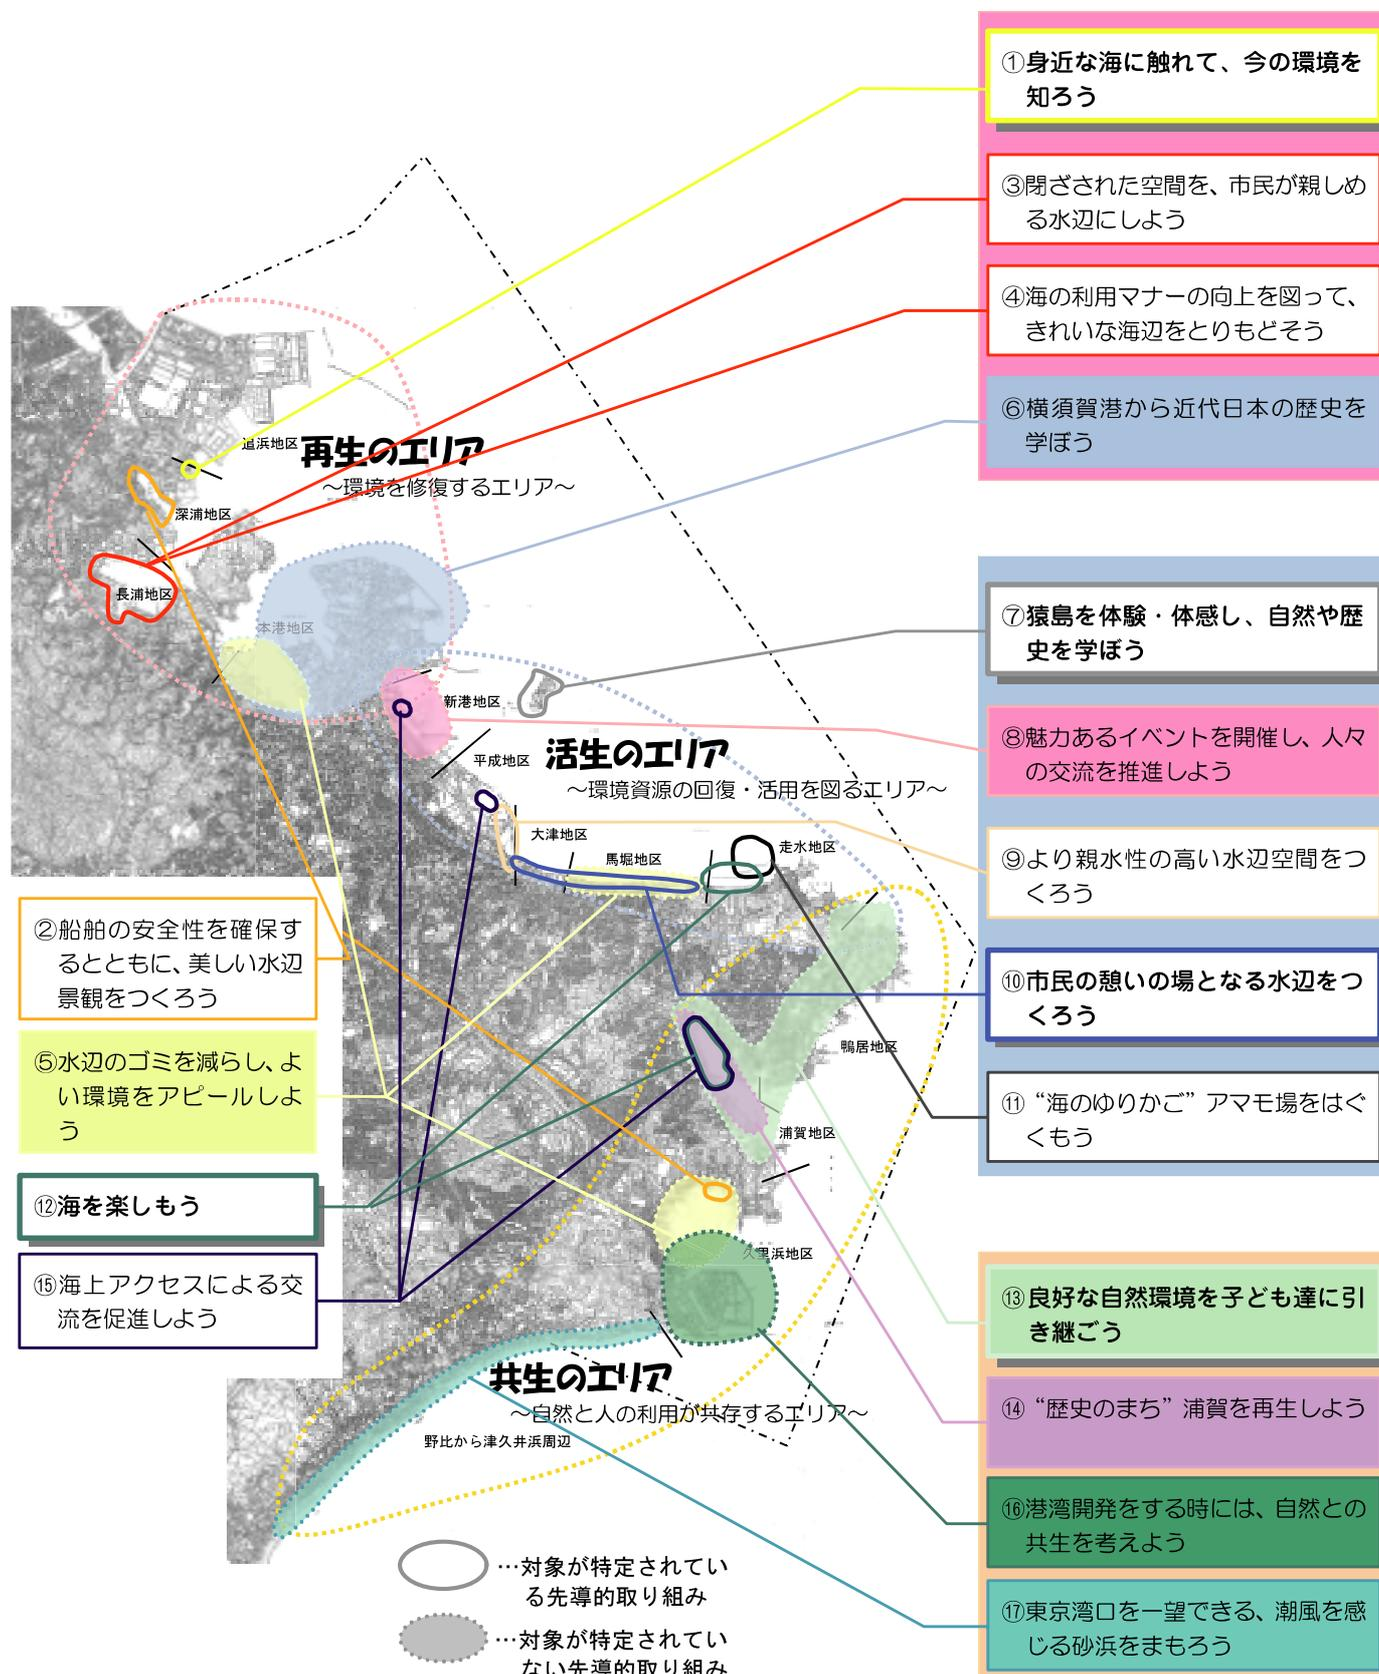 ①身近な海に触れて、今の環境を
知ろう
③閉ざされた空間を、市民が親しめ
る水辺にしよう
④海の利用マナーの向上を図って、
きれいな海辺をとりもどそう
⑥横須賀港から近代日本の歴史を
学ぼう
追浜地区
再生のエリア
～環境を修復するエリア～
深浦地区
長浦地区
本港地区
⑦猿島を体験・体感し、自然や歴
史を学ぼう
新港地区
⑧魅力あるイベントを開催し、人々
の交流を推進しよう
平成地区
活生のエリア
～環境資源の回復・活用を図るエリア～
大津地区
馬堀地区
走水地区
⑨より親水性の高い水辺空間をつ
くろう
②船舶の安全性を確保す
るとともに、美しい水辺
景観をつくろう
⑩市民の憩いの場となる水辺をつ
くろう
⑤水辺のゴミを減らし、よ
い環境をアピールしよ
う
鴨居地区
⑪“海のゆりかご”アマモ場をはぐ
くもう
浦賀地区
⑫海を楽しもう
久里浜地区
⑮海上アクセスによる交
流を促進しよう
⑬良好な自然環境を子ども達に引
き継ごう
共生のエリア
～自然と人の利用が共存するエリア～
野比から津久井浜周辺
⑭“歴史のまち”浦賀を再生しよう
⑯港湾開発をする時には、自然との
共生を考えよう
⑰東京湾口を一望できる、潮風を感
じる砂浜をまもろう
…対象が特定されてい
る先導的取り組み
…対象が特定されてい
ない先導的取り組み